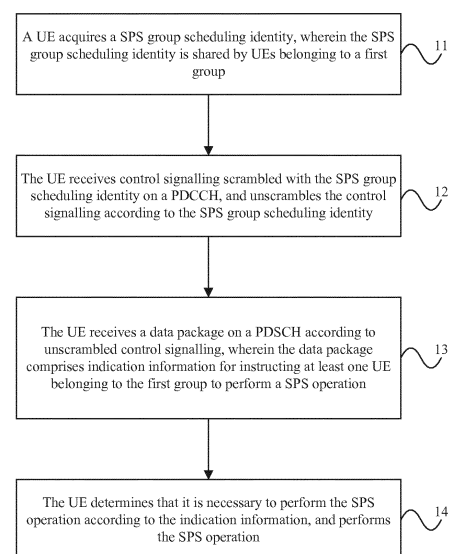 A UE acquires a SPS group scheduling identity, wherein the SPS
group scheduling identity is shared by UEs belonging to a first
group
11
The UE receives control signalling scrambled with the SPS group
scheduling identity on a PDCCH, and unscrambles the control
signalling according to the SPS group scheduling identity
12
The UE receives a data package on a PDSCH according to
unscrambled control signalling, wherein the data package
comprises indication information for instructing at least one UE
belonging to the first group to perform a SPS operation
13
The UE determines that it is necessary to perform the SPS
operation according to the indication information, and performs
the SPS operation
14